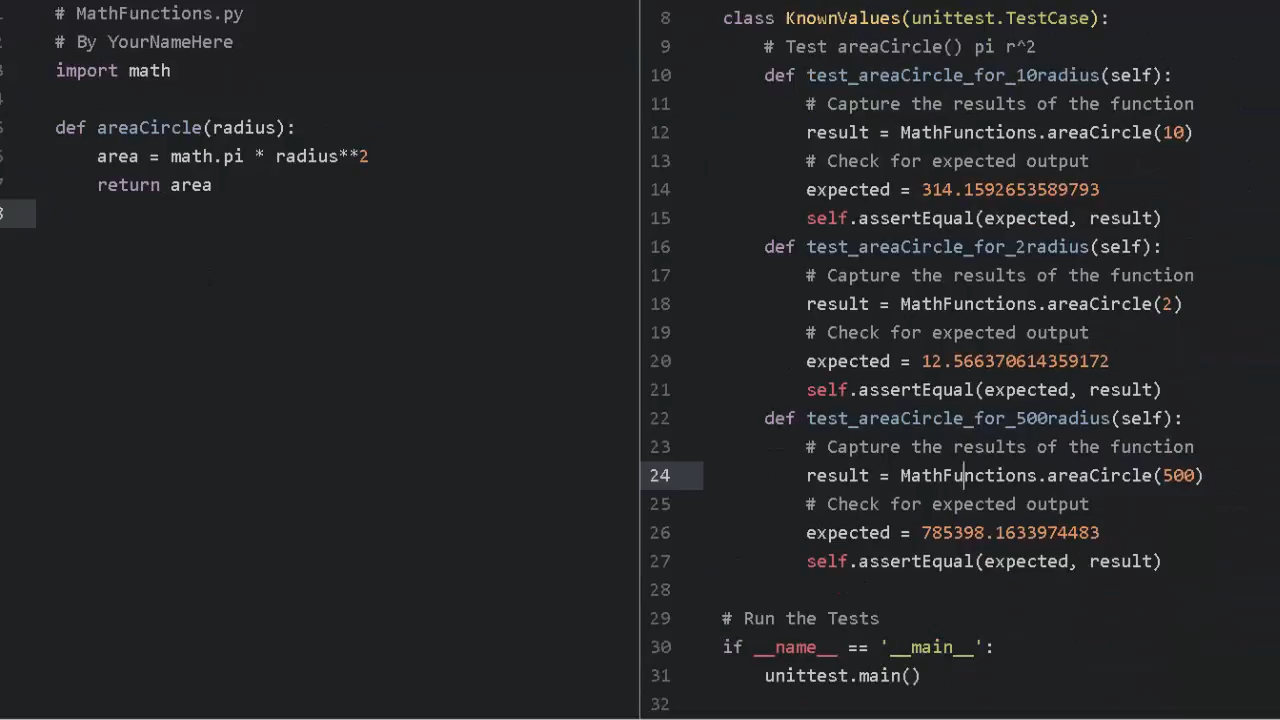 # MathFunctions.py
# By YourNameHere
import math
def areaCircle(radius):
area = math.pi * radius**2
return area
8 class KnownValues(unittest.TestCase):
9 # Test areaCircle() pi r^2
10 def test_areaCircle_for_10radius(self):
11 # Capture the results of the function
12 result = MathFunctions.areaCircle(10)
13 # Check for expected output
14 expected = 314.1592653589793
15 self.assertEqual(expected, result)
16 def test_areaCircle_for_2radius(self):
17 # Capture the results of the function
18 result = MathFunctions.areaCircle(2)
19 # Check for expected output
20 expected = 12.566370614359172
21 self.assertEqual(expected, result)
22 def test_areaCircle_for_500radius(self):
23 # Capture the results of the function
24 result = MathFunctions.areaCircle(500)
25 # Check for expected output
26 expected = 785398.1633974483
27 self.assertEqual(expected, result)
28
29 # Run the Tests
30 if __name__ == '__main__':
31 unittest.main()
32